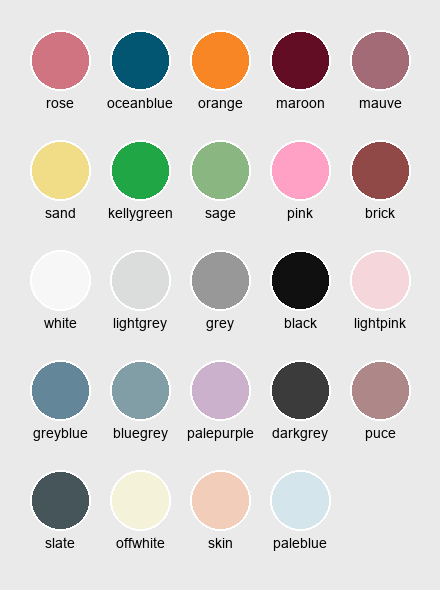 rose oceanblue orange maroon mauve
sand kellygreen sage pink brick
white lightgrey grey black lightpink
greyblue bluegrey palepurple darkgrey puce
slate offwhite skin paleblue